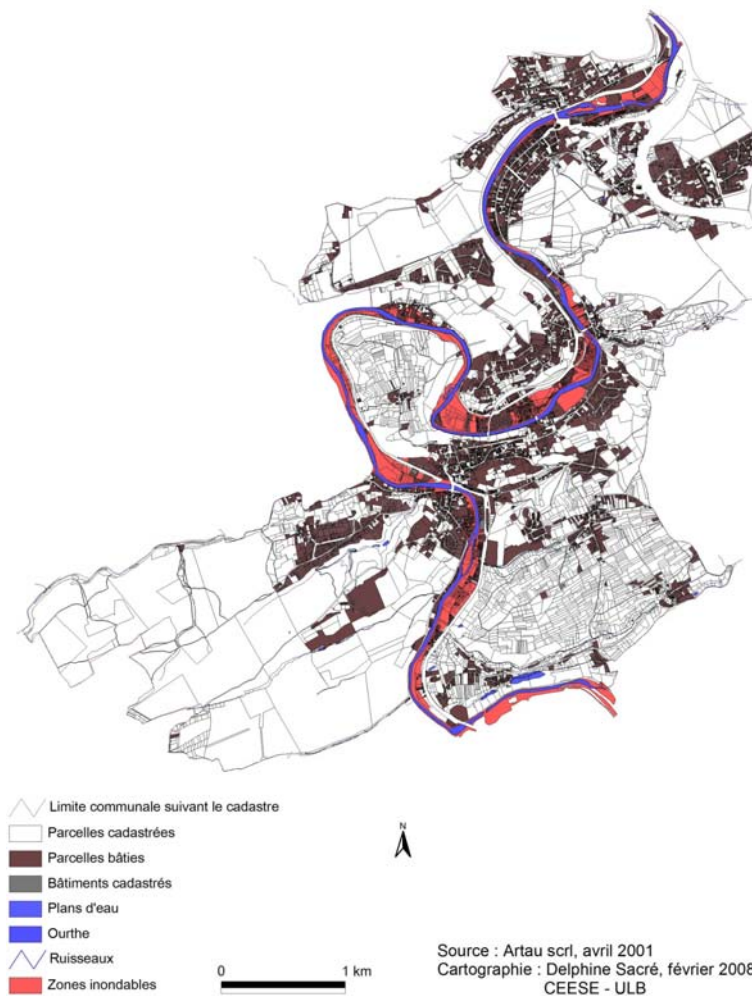 Limite communale suivant le cadastre
Parcelles cadastrées
Parcelles bâties
Bâtiments cadastrés
Plans d'eau
Ourthe
Ruisseaux
Zones inondables
N
0 1 km
Source : Artau scrl, avril 2001
Cartographie : Delphine Sacré, février 2008
CEESE - ULB